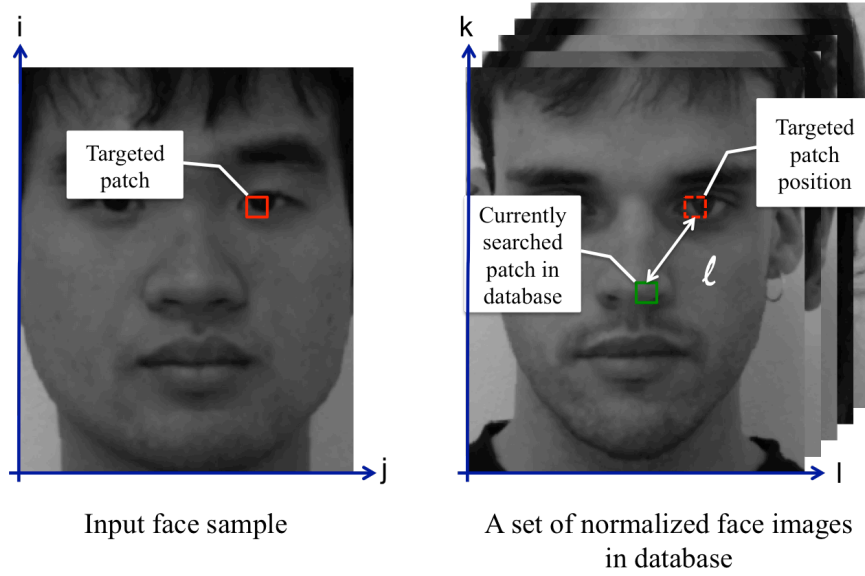 i
k
Targeted
patch
Targeted
patch
position
Currently
searched
patch in
database
ℓ
j
l
Input face sample
A set of normalized face images
in database